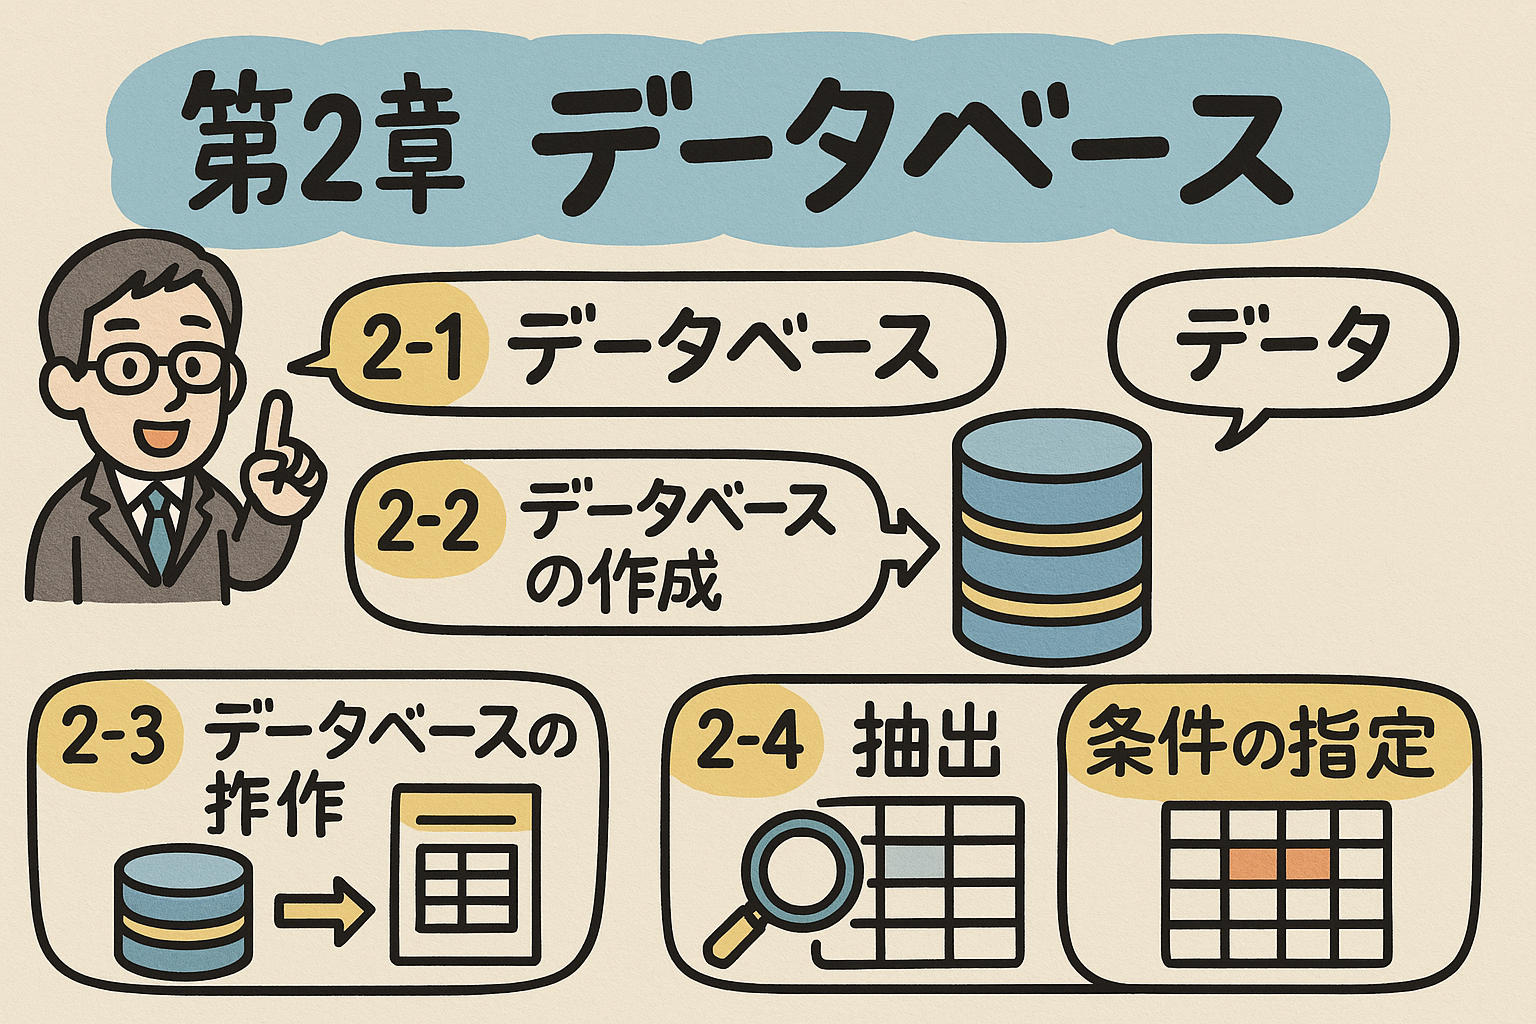 第2章 データベース
2-1 データベース
データ
2-2 データベース
の作成
2-3 データベースの
作
2-4 抽出
条件の指定